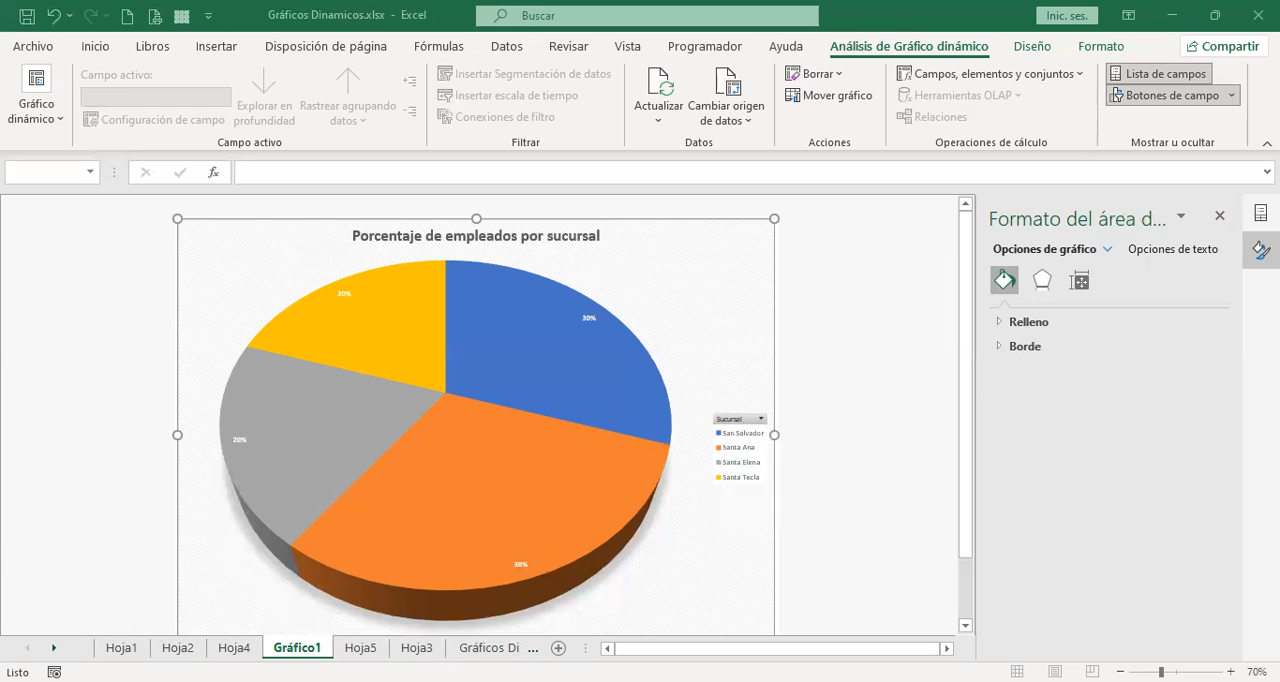 Gráficos Dinamicos.xlsx - Excel
Buscar
Inic. ses.
Archivo Inicio Libros Insertar Disposición de página Fórmulas Datos Revisar Vista Programador Ayuda Análisis de Gráfico dinámico Diseño Formato Compartir
Gráfico
dinámico
Campo activo:
Configuración de campo
Explorar en
profundidad
Rastrear agrupando
datos
Campo activo
Insertar Segmentación de datos
Insertar escala de tiempo
Conexiones de filtro
Filtrar
Actualizar
Cambiar origen
de datos
Datos
Borrar
Mover gráfico
Acciones
Campos, elementos y conjuntos
Herramientas OLAP
Relaciones
Operaciones de cálculo
Lista de campos
Botones de campo
Mostrar u ocultar
fx
Porcentaje de empleados por sucursal
20%
30%
20%
30%
Sucursal
San Salvador
Santa Ana
Santa Elena
Santa Tecla
Formato del área d...
Opciones de gráfico Opciones de texto
Relleno
Borde
Hoja1 Hoja2 Hoja4 Gráfico1 Hoja5 Hoja3 Gráficos Di ...
Listo
70%